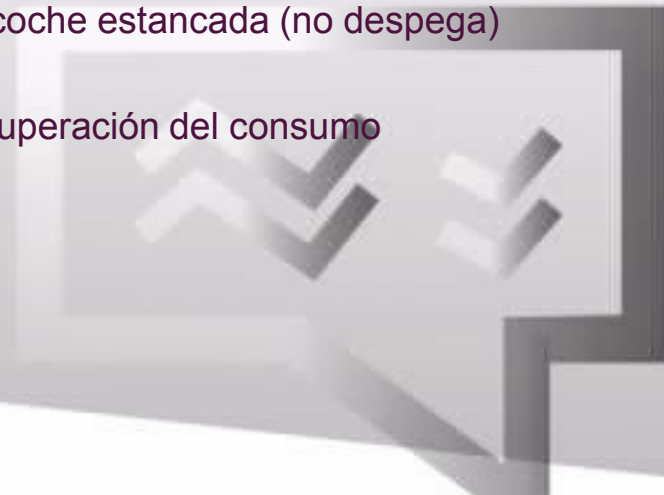 coche estancada (no despega)
uperación del consumo